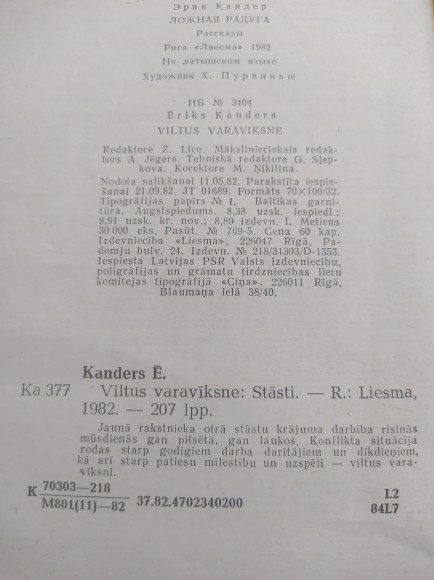 Эрик Кандер
ЛОЖНАЯ РАДУГА
Рассказы
Рига «Лиесма» 1982
На латышском языке
Художник Х. Пурвиньш
ИБ № 3404
Ēriks Kanders
VILTUS VARAVĪKSNE
Redaktore Z. Līce. Mākslinieciskais redak-
tors A. Jēgers. Tehniskā redaktore G. Sļep-
kova. Korektore M. Ņikitina.
Nodota salikšanai 11.05.82. Parakstīta iespie-
šanai 21.09.82. JT 01689. Formāts 70×100/32.
Tipogrāfijas papīrs № 1. Baltikas garni-
tūra. Augstspiedums. 8,38 uzsk. iespiedl.;
9,91 uzsk. kr. nov.; 8,89 izdevn. l. Metiens
30 000 eks. Pasūt. № 769-5. Cena 60 kap.
Izdevniecība «Liesma», 226047 Rīgā, Pa-
domju bulv. 24. Izdevn. № 218/31303/D-1353.
Iespiesta Latvijas PSR Valsts izdevniecību,
poligrāfijas un grāmatu tirdzniecības lietu
komitejas tipogrāfijā «Cīņa», 226011 Rīgā,
Blaumaņa ielā 38/40.
Kanders Ē.
Ka 377 Viltus varavīksne: Stāsti. — R.: Liesma,
1982. — 207 lpp.
Jaunā rakstnieka otrā stāstu krājuma darbība risinās
mūsdienās gan pilsētā, gan laukos. Konflikta situācija
rodas starp godīgiem darba darītājiem un dīkdieņiem,
kā arī starp patiesu mīlestību un uzspēli — viltus vara-
vīksni.
К 70303—218
М801(11)—82 37.82.4702340200 L2
84L7